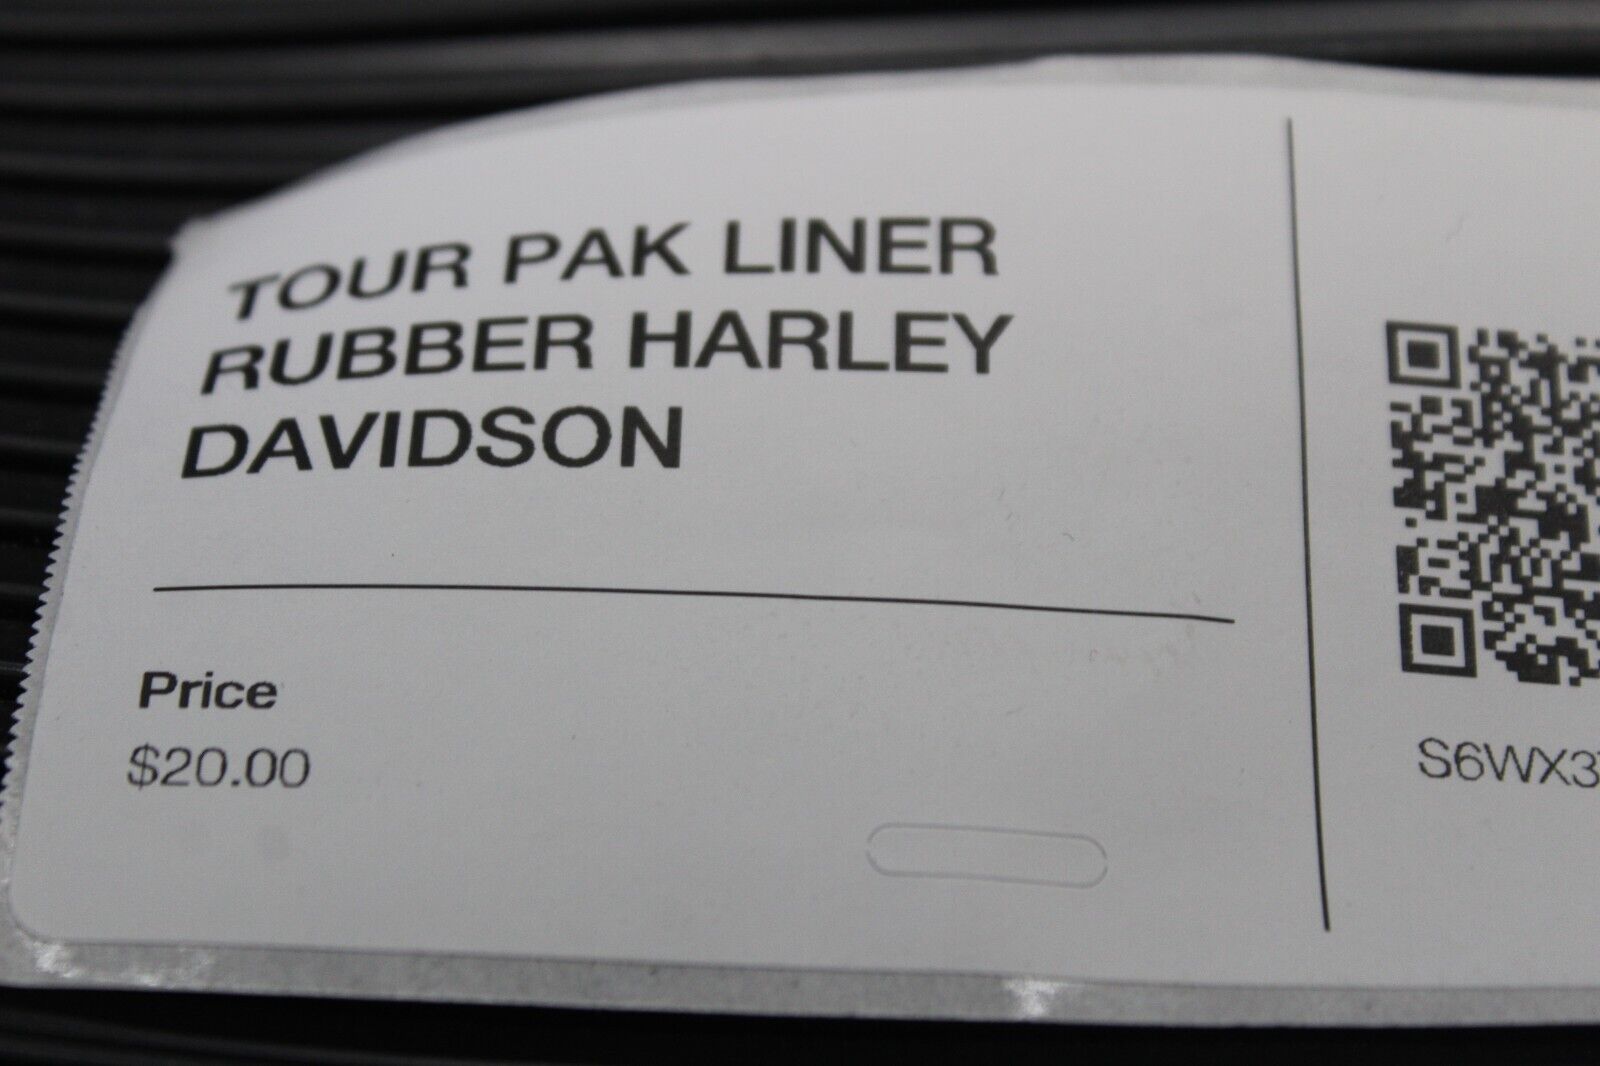 TOUR PAK LINER
RUBBER HARLEY
DAVIDSON
Price
$20.00
S6WX3